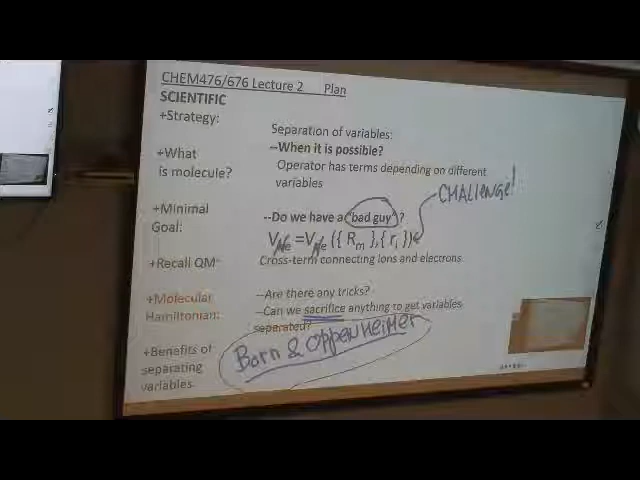 CHEM476/676 Lecture 2 Plan
SCIENTIFIC
+Strategy:
Separation of variables:
--When it is possible?
+What
is molecule?
Operator has terms depending on different
variables
CHALLENGE!
+Minimal
Goal:
--Do we have a 'bad guy' ?
V_Ne =V_Ne ({ R_m },{ r_i })
+Recall QM:
Cross-term connecting Ions and electrons
+Molecular
Hamiltonian:
--Are there any tricks?
--Can we sacrifice anything to get variables
separated?
+Benefits of
separating
variables.
Born & Oppenheimer